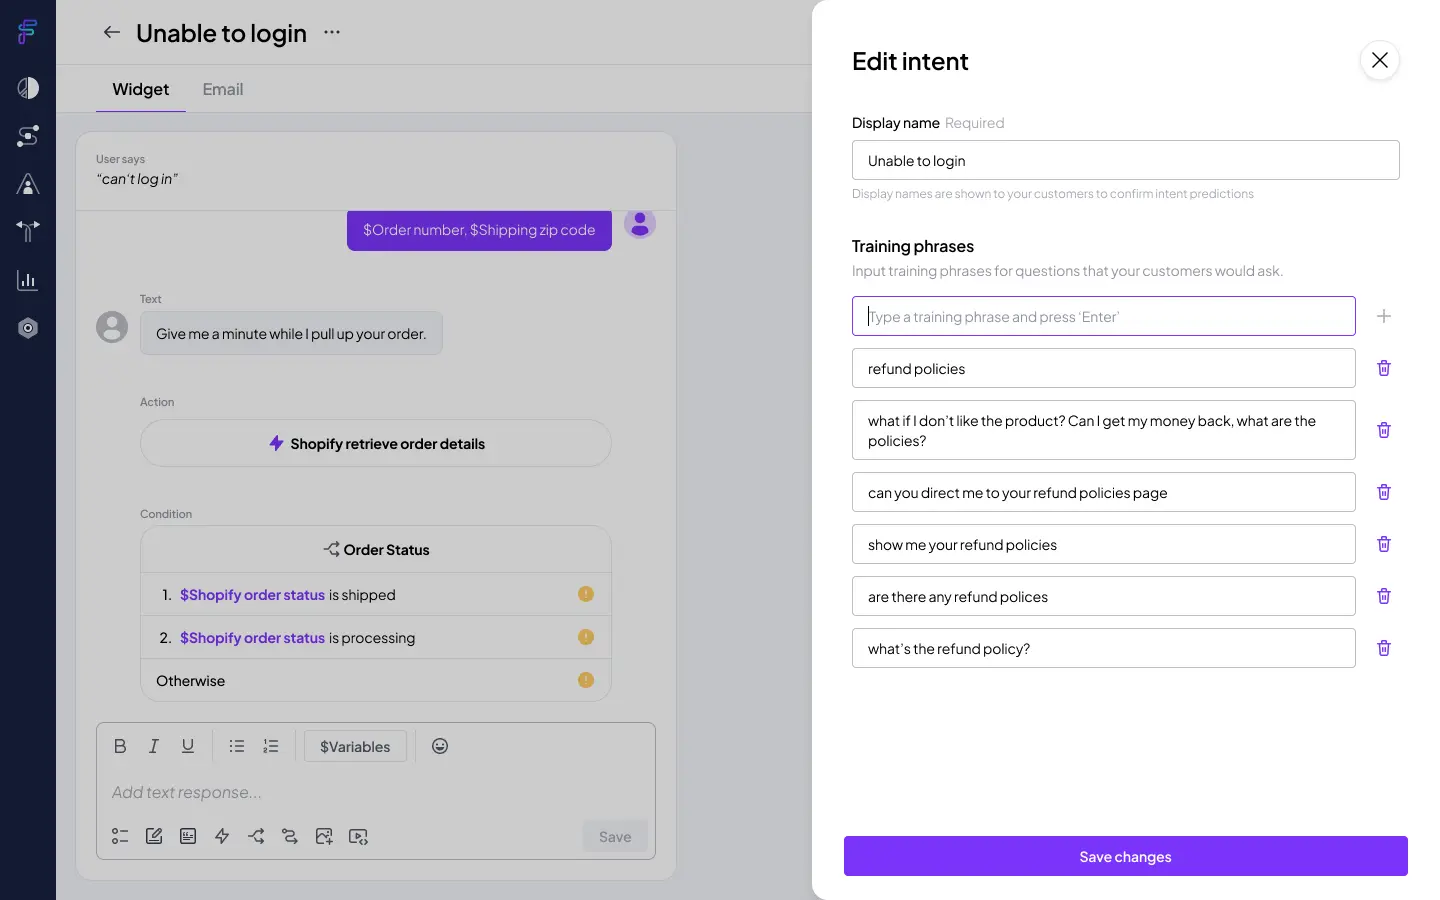 Unable to login
Widget
Email
User says
“can‘t log in”
$Order number, $Shipping zip code
Text
Give me a minute while I pull up your order.
Action
Shopify retrieve order details
Condition
Order Status
1. $Shopify order status is shipped
2. $Shopify order status is processing
Otherwise
B I U $Variables
Add text response...
Save
Edit intent
Display name Required
Unable to login
Display names are shown to your customers to confirm intent predictions
Training phrases
Input training phrases for questions that your customers would ask.
Type a training phrase and press ‘Enter’
refund policies
what if I don’t like the product? Can I get my money back, what are the
policies?
can you direct me to your refund policies page
show me your refund policies
are there any refund polices
what’s the refund policy?
Save changes